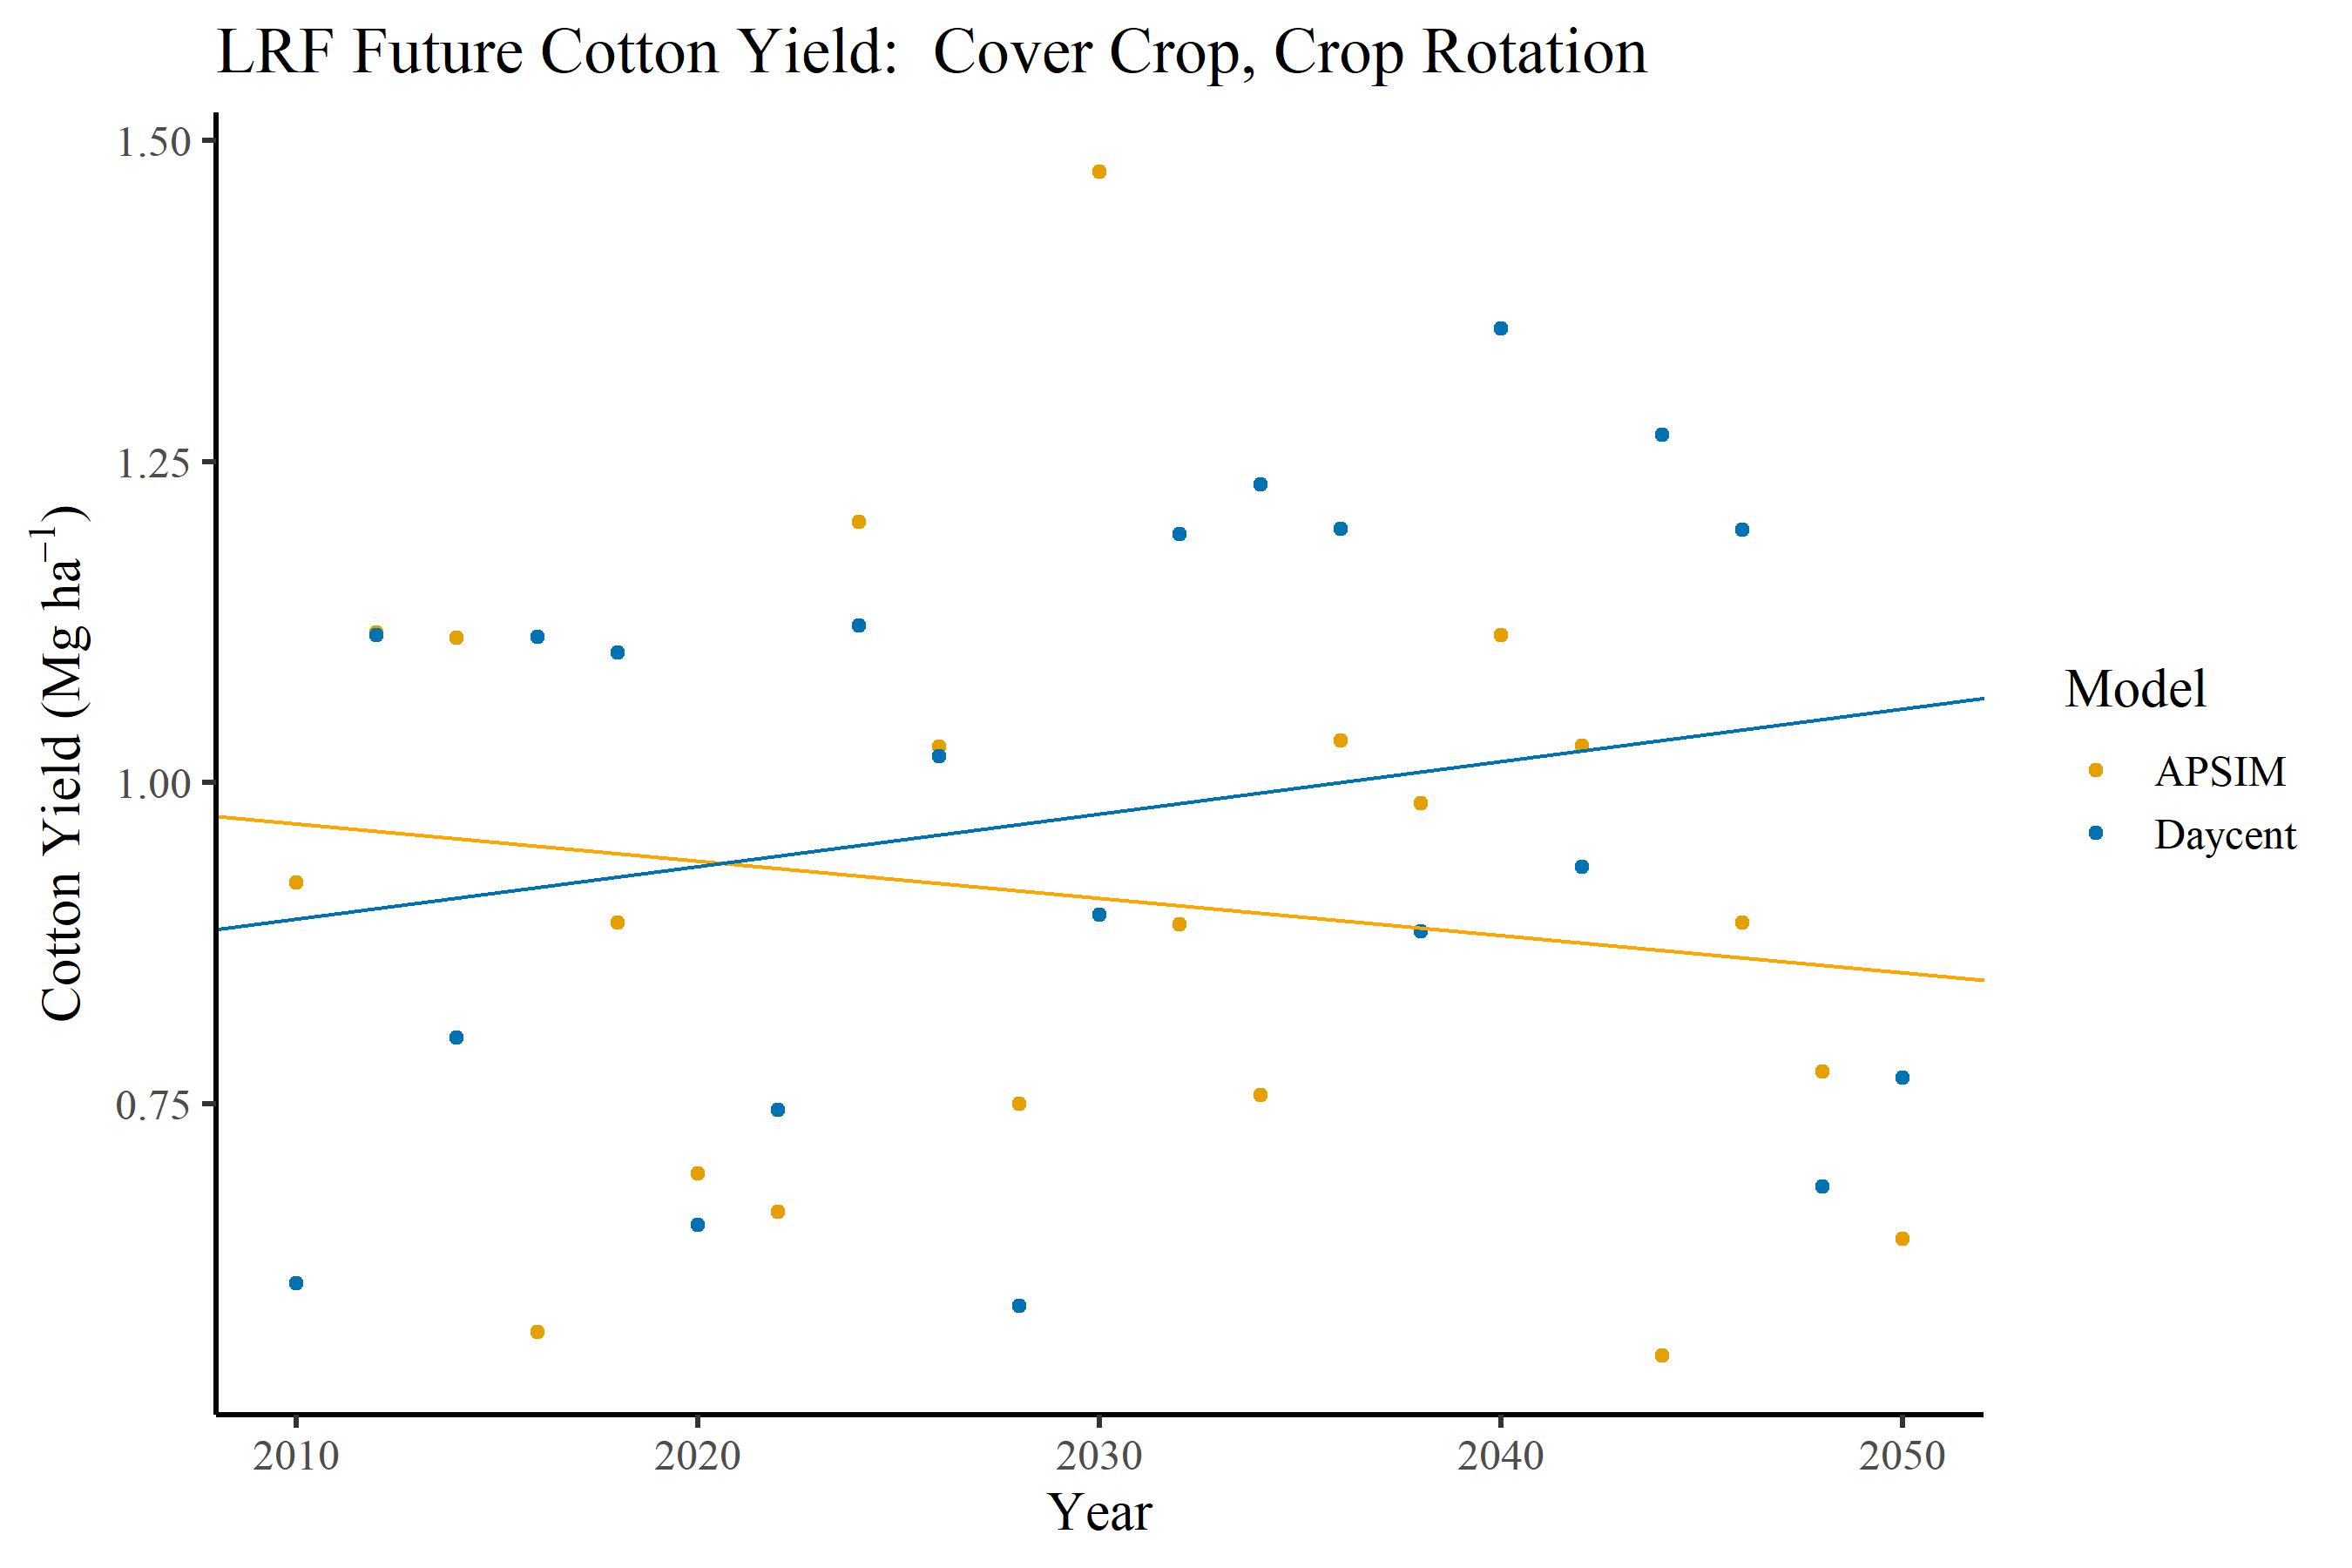 LRF Future Cotton Yield:  Cover Crop, Crop Rotation
1.50
1.25
1.00
0.75
Cotton Yield (Mg ha⁻¹)
2010 2020 2030 2040 2050
Year
Model
APSIM
Daycent